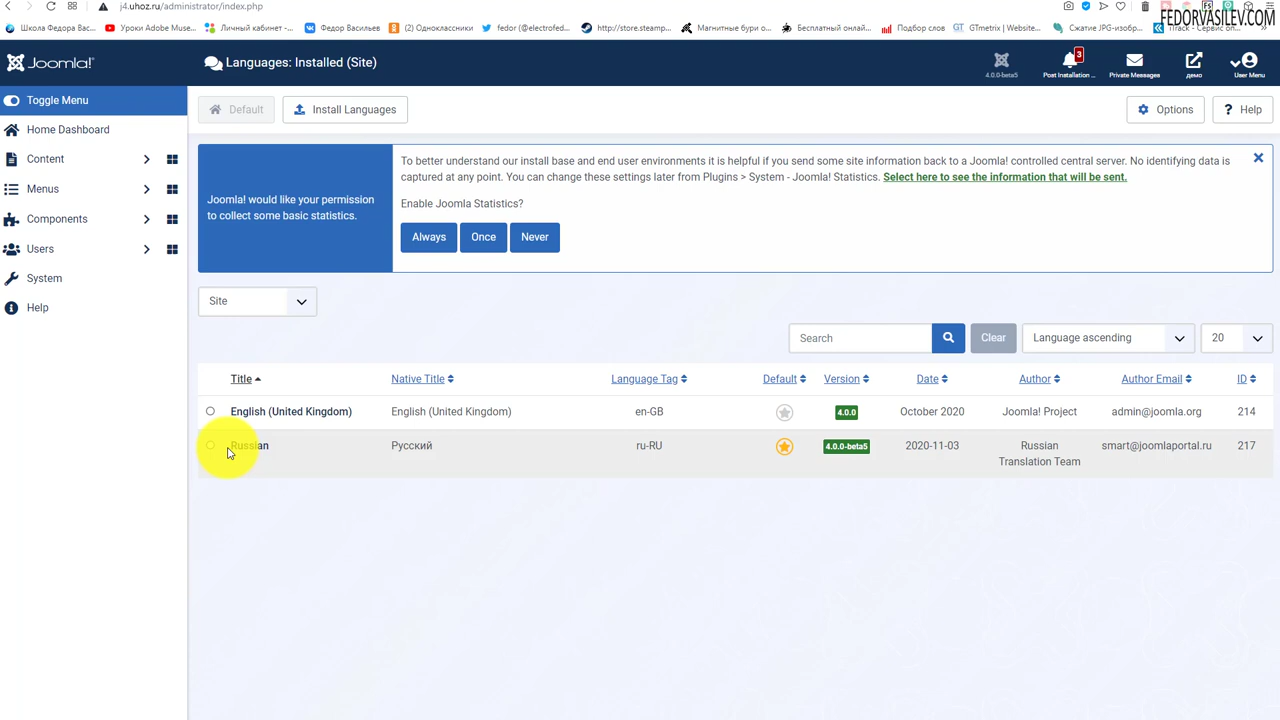 j4.uhoz.ru/administrator/index.php
FEDORVASILEV.COM
Школа Федора Вас...
Уроки Adobe Muse...
Личный кабинет -...
Федор Васильев
(2) Одноклассники
fedor (@electrofed...
http://store.steamp...
Магнитные бури о...
Бесплатный онлай...
Подбор слов
GTmetrix | Website...
Сжатие JPG-изобр...
Joomla!
Languages: Installed (Site)
4.0.0-beta5
3
Post Installation ...
Private Messages
демо
User Menu
Toggle Menu
Default
Install Languages
Options
? Help
Home Dashboard
Content
Menus
Components
Users
System
Help
Joomla! would like your permission
to collect some basic statistics.
To better understand our install base and end user environments it is helpful if you send some site information back to a Joomla! controlled central server. No identifying data is
captured at any point. You can change these settings later from Plugins > System - Joomla! Statistics. Select here to see the information that will be sent.
Enable Joomla Statistics?
Always
Once
Never
Site
Search
Clear
Language ascending
20
Title
Native Title
Language Tag
Default
Version
Date
Author
Author Email
ID
English (United Kingdom)
English (United Kingdom)
en-GB
4.0.0
October 2020
Joomla! Project
admin@joomla.org
214
Russian
Русский
ru-RU
4.0.0-beta5
2020-11-03
Russian
Translation Team
smart@joomlaportal.ru
217